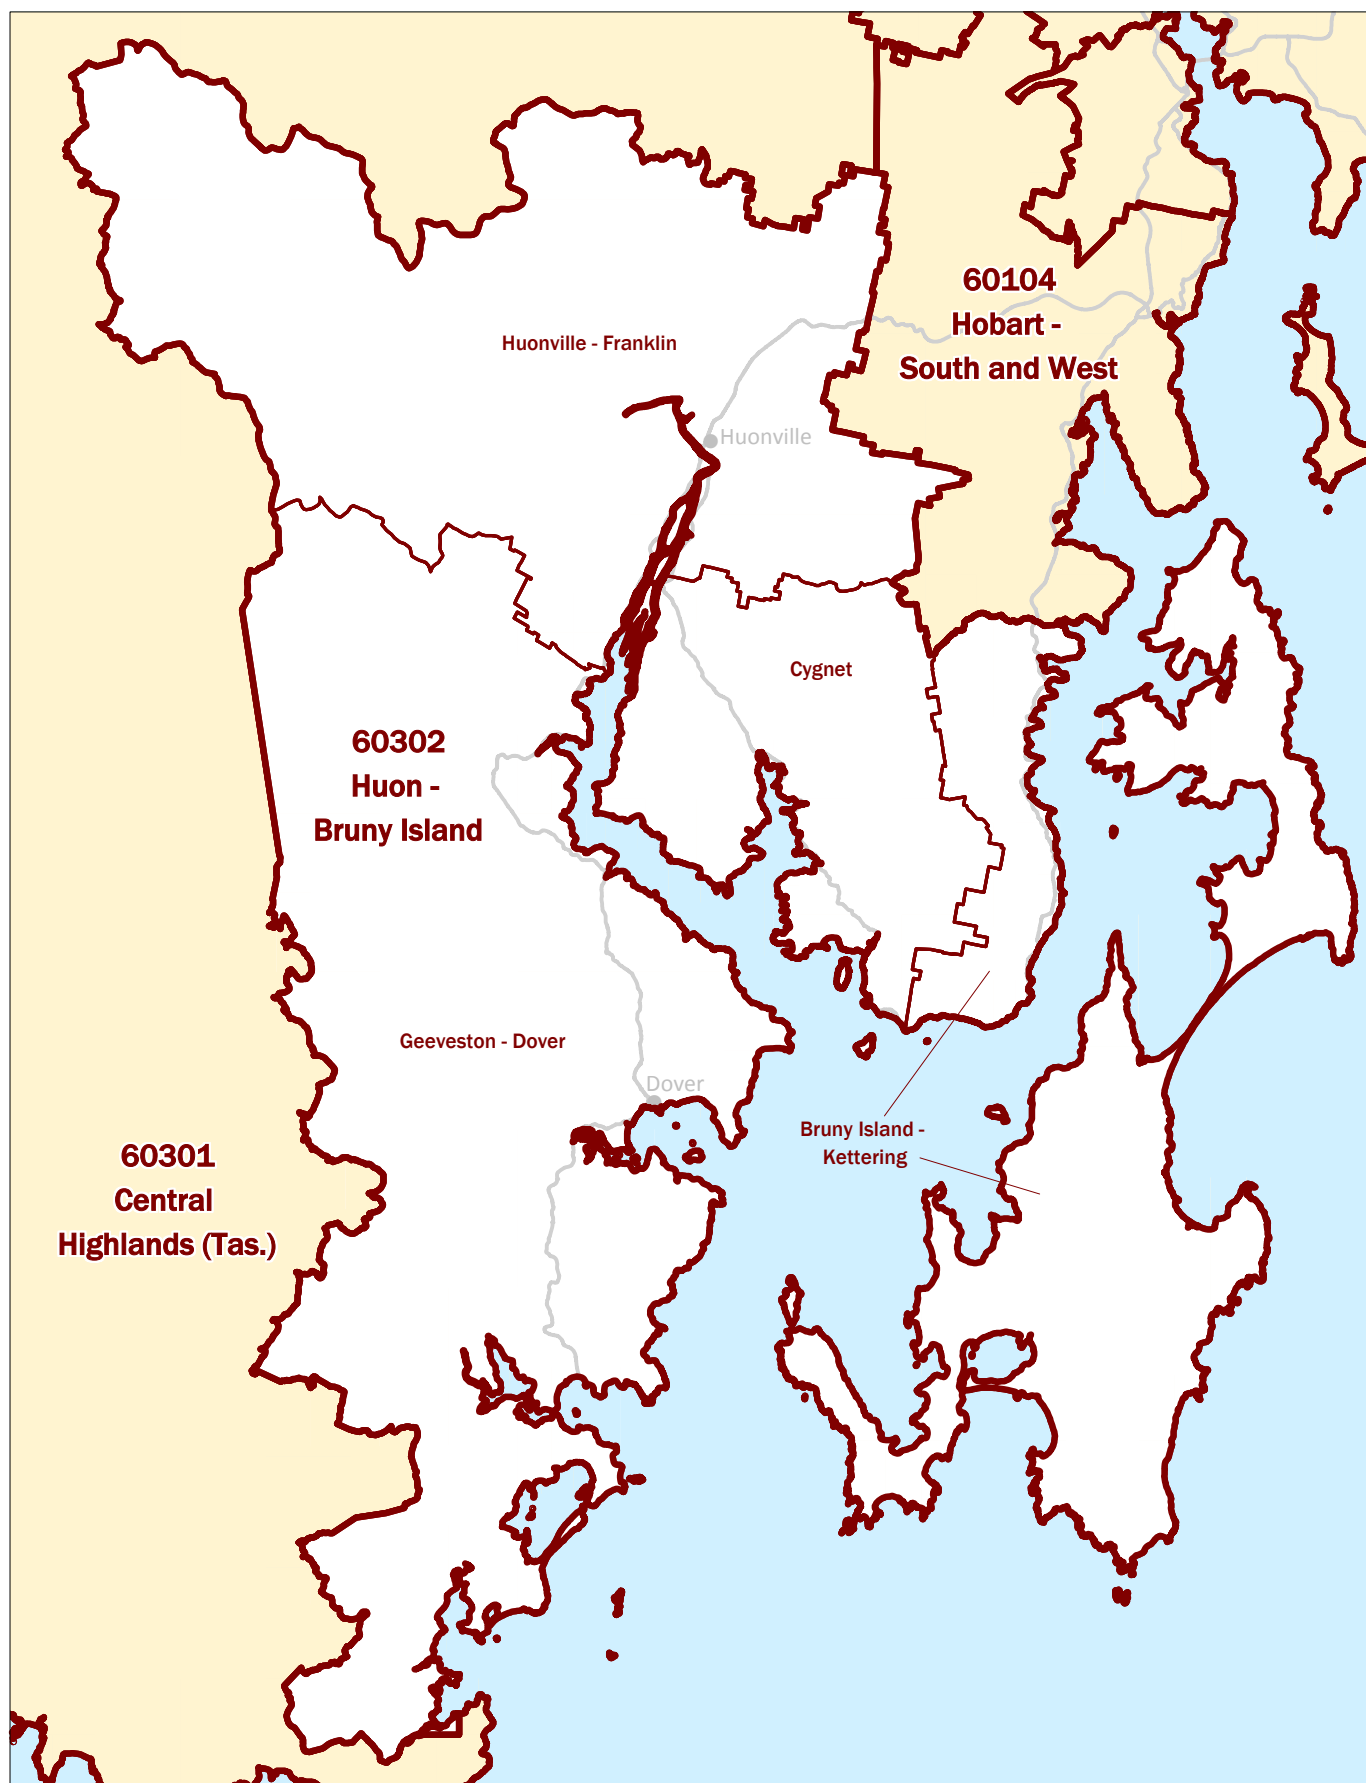 60104
Hobart -
South and West
Huonville - Franklin
Huonville
Cygnet
60302
Huon -
Bruny Island
Geeveston - Dover
Dover
Bruny Island -
Kettering
60301
Central
Highlands (Tas.)